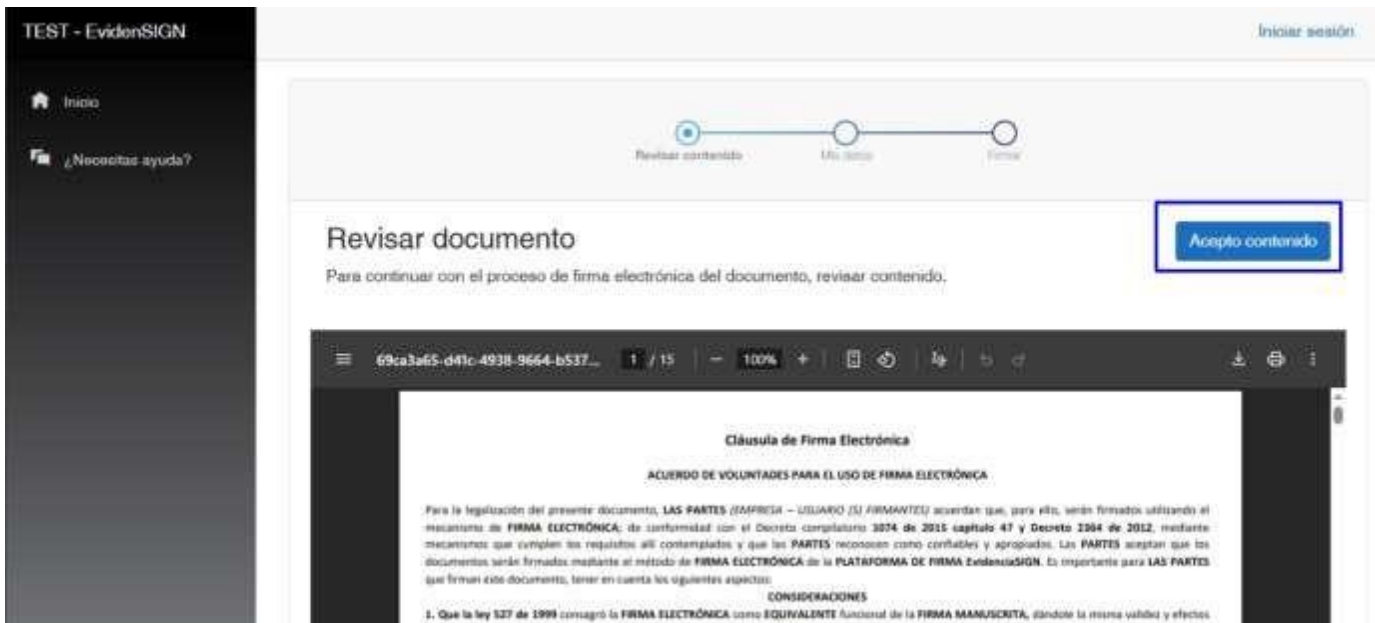 TEST - EvidenSIGN
Iniciar sesión
Inicio
¿Necesitas ayuda?
Revisar contenido
Mis datos
Firmar
Revisar documento
Acepto contenido
Para continuar con el proceso de firma electrónica del documento, revisar contenido.
69ca3a65-d41c-4938-9664-b537... 1 / 15 100%
Cláusula de Firma Electrónica
ACUERDO DE VOLUNTADES PARA EL USO DE FIRMA ELECTRÓNICA
Para la legalización del presente documento, LAS PARTES (EMPRESA – USUARIO (S) FIRMANTES) acuerdan que, para ello, serán firmados utilizando el
mecanismo de FIRMA ELECTRÓNICA; de conformidad con el Decreto compilatorio 1074 de 2015 capítulo 47 y Decreto 2364 de 2012, mediante
mecanismos que cumplen los requisitos allí contemplados y que las PARTES reconocen como confiables y apropiados. Las PARTES aceptan que los
documentos serán firmados mediante el método de FIRMA ELECTRÓNICA de la PLATAFORMA DE FIRMA EvidenciaSIGN. Es importante para LAS PARTES
que firman este documento, tener en cuenta los siguientes aspectos:
CONSIDERACIONES
1. Que la ley 527 de 1999 consagró la FIRMA ELECTRÓNICA como EQUIVALENTE funcional de la FIRMA MANUSCRITA, dándole la misma validez y efectos